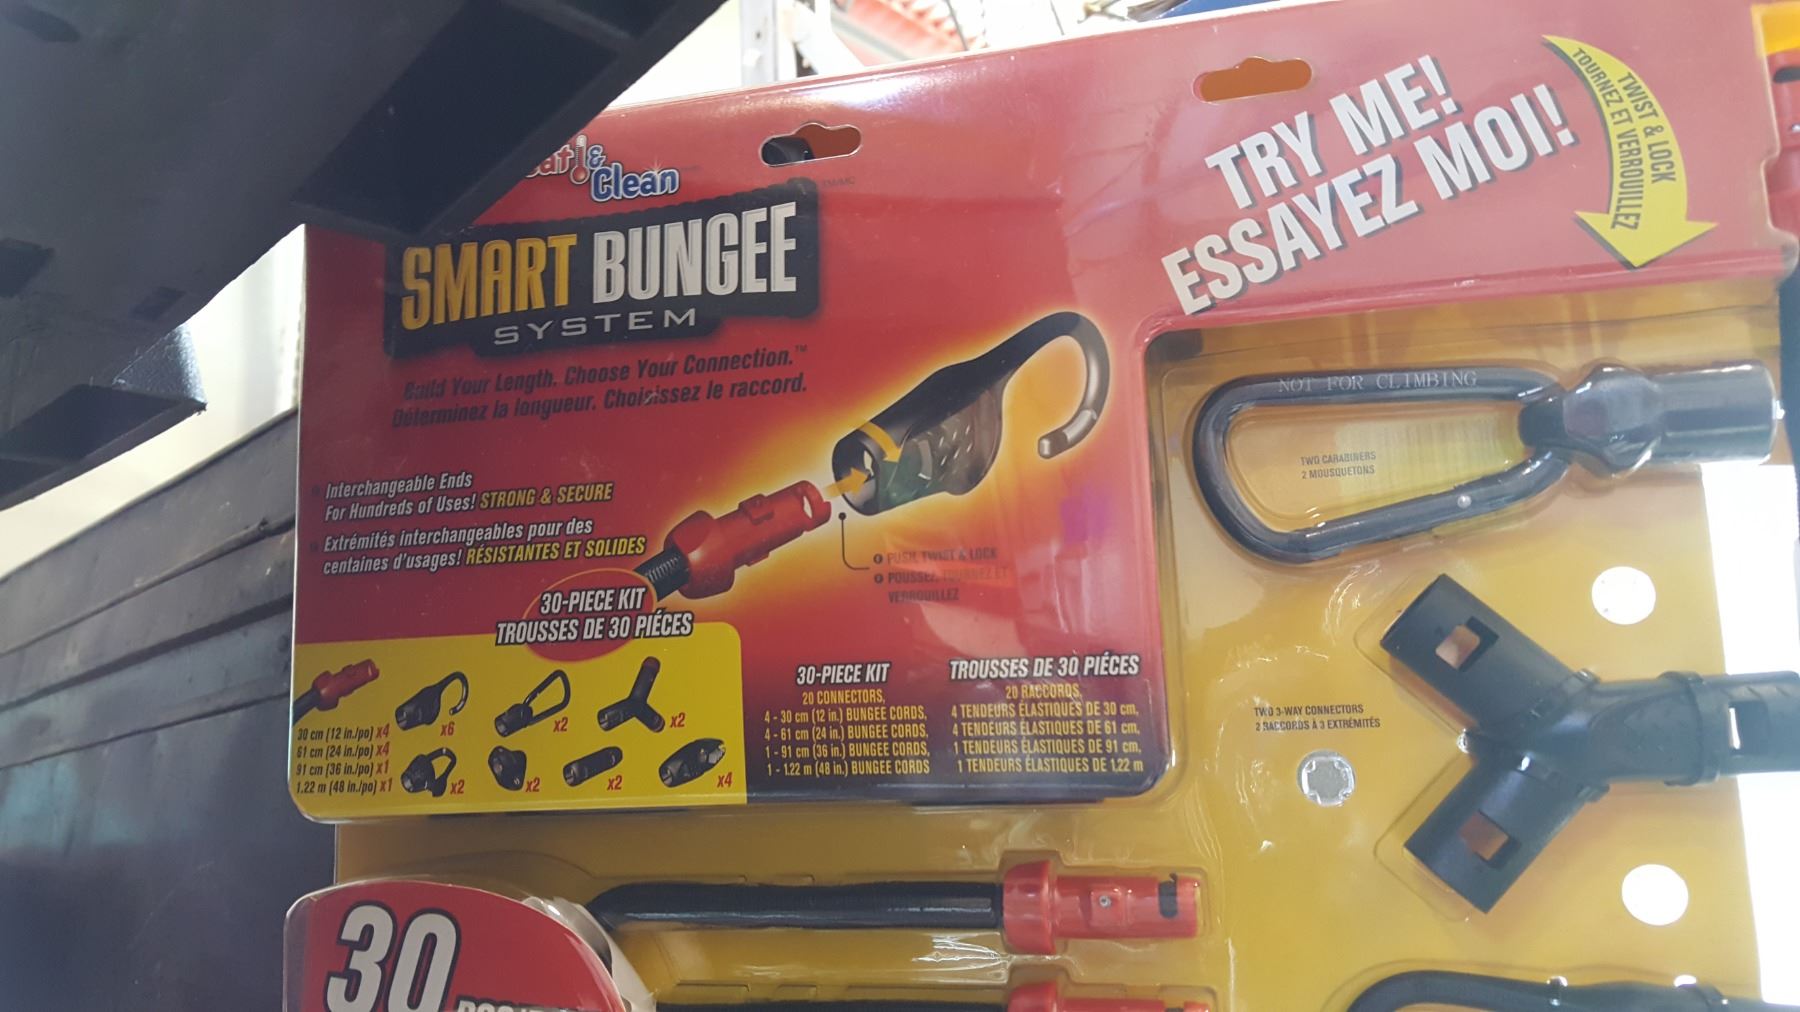 & Clean
SMART BUNGEE
SYSTEM
Build Your Length. Choose Your Connection.™
Déterminez la longueur. Choisissez le raccord.
TRY ME!
ESSAYEZ MOI!
TWIST & LOCK
TOURNEZ ET VERROUILLEZ
Interchangeable Ends
For Hundreds of Uses! STRONG & SECURE
Extrémités interchangeables pour des
centaines d'usages! RÉSISTANTES ET SOLIDES
PUSH, TWIST & LOCK
POUSSEZ, TOURNEZ ET
VERROUILLEZ
30-PIECE KIT
TROUSSES DE 30 PIÉCES
30 cm (12 in./po) x4
61 cm (24 in./po) x4
91 cm (36 in./po) x1
1.22 m (48 in./po) x1
x6
x2
x2
x2
x2
x2
x4
30-PIECE KIT
20 CONNECTORS,
4 - 30 cm (12 in.) BUNGEE CORDS,
4 - 61 cm (24 in.) BUNGEE CORDS,
1 - 91 cm (36 in.) BUNGEE CORDS,
1 - 1.22 m (48 in.) BUNGEE CORDS
TROUSSES DE 30 PIÉCES
20 RACCORDS,
4 TENDEURS ÉLASTIQUES DE 30 cm,
4 TENDEURS ÉLASTIQUES DE 61 cm,
1 TENDEURS ÉLASTIQUES DE 91 cm,
1 TENDEURS ÉLASTIQUES DE 1.22 m
NOT FOR CLIMBING
TWO CARABINERS
2 MOUSQUETONS
TWO 3-WAY CONNECTORS
2 RACCORDS À 3 EXTRÉMITÉS
30